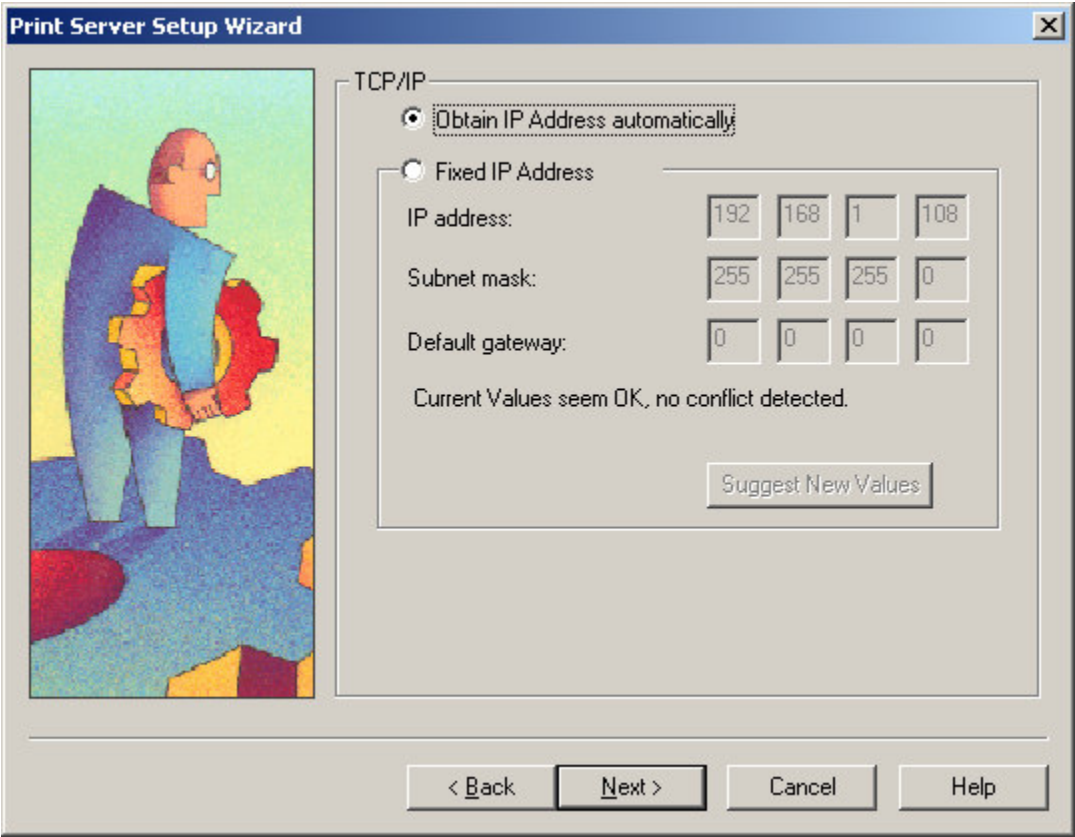 Print Server Setup Wizard
TCP/IP
Obtain IP Address automatically
Fixed IP Address
IP address: 192 168 1 108
Subnet mask: 255 255 255 0
Default gateway: 0 0 0 0
Current Values seem OK, no conflict detected.
Suggest New Values
< Back Next > Cancel Help